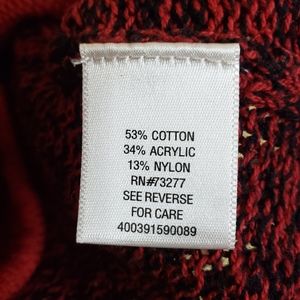 53% COTTON
34% ACRYLIC
13% NYLON
RN#73277
SEE REVERSE
FOR CARE
400391590089